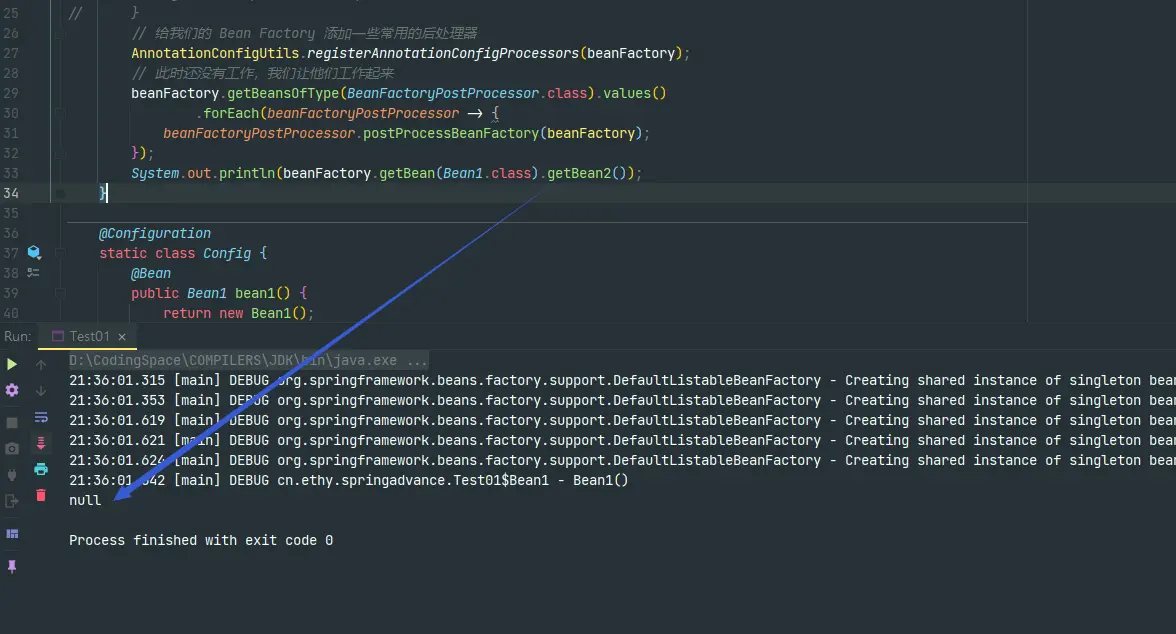 25 // }
26 // 给我们的 Bean Factory 添加一些常用的后处理器
27 AnnotationConfigUtils.registerAnnotationConfigProcessors(beanFactory);
28 // 此时还没有工作，我们让他们工作起来
29 beanFactory.getBeansOfType(BeanFactoryPostProcessor.class).values()
30 .forEach(beanFactoryPostProcessor -> {
31 beanFactoryPostProcessor.postProcessBeanFactory(beanFactory);
32 });
33 System.out.println(beanFactory.getBean(Bean1.class).getBean2());
34 }
35
36 @Configuration
37 static class Config {
38 @Bean
39 public Bean1 bean1() {
40 return new Bean1();
Run: Test01 ×
D:\CodingSpace\COMPILERS\JDK\bin\java.exe ...
21:36:01.315 [main] DEBUG org.springframework.beans.factory.support.DefaultListableBeanFactory - Creating shared instance of singleton bea
21:36:01.353 [main] DEBUG org.springframework.beans.factory.support.DefaultListableBeanFactory - Creating shared instance of singleton bea
21:36:01.619 [main] DEBUG org.springframework.beans.factory.support.DefaultListableBeanFactory - Creating shared instance of singleton bea
21:36:01.621 [main] DEBUG org.springframework.beans.factory.support.DefaultListableBeanFactory - Creating shared instance of singleton bea
21:36:01.624 [main] DEBUG org.springframework.beans.factory.support.DefaultListableBeanFactory - Creating shared instance of singleton bea
[main] DEBUG cn.ethy.springadvance.Test01$Bean1 - Bean1()
null
Process finished with exit code 0